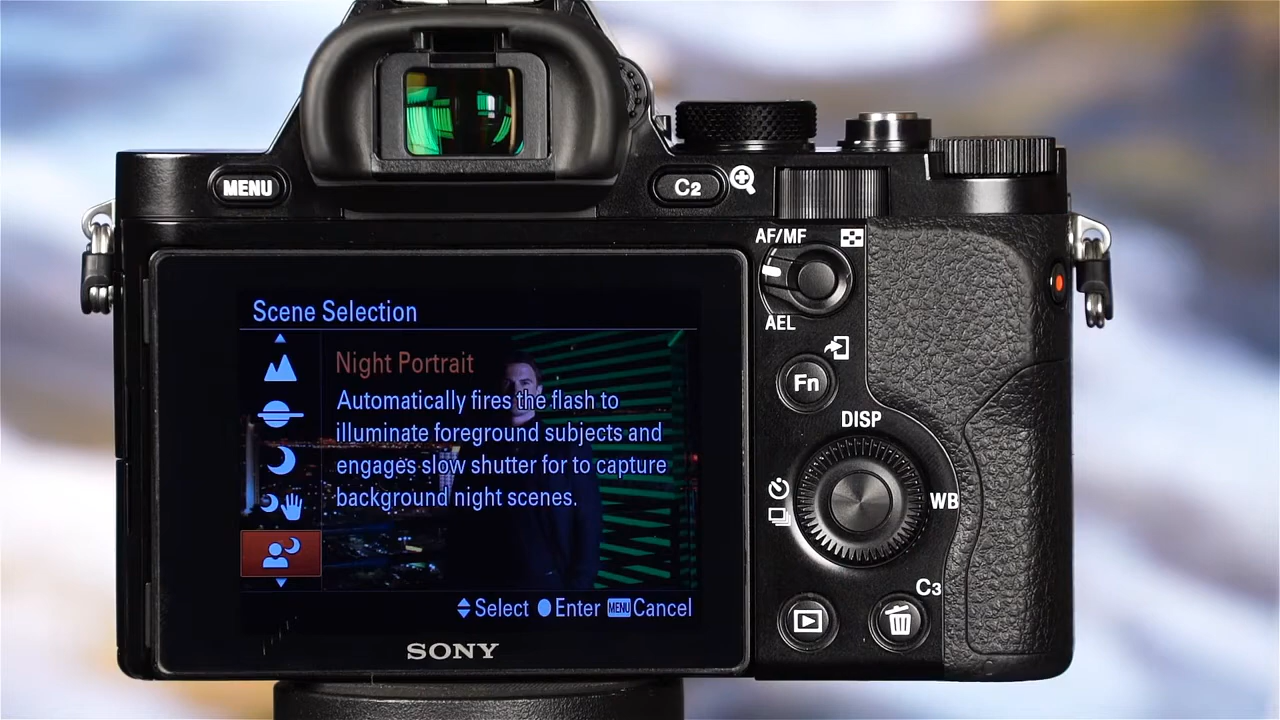 MENU
C2
AF/MF
AEL
Scene Selection
Night Portrait
Automatically fires the flash to
illuminate foreground subjects and
engages slow shutter for to capture
background night scenes.
Select Enter MENU Cancel
Fn
DISP
WB
C3
SONY